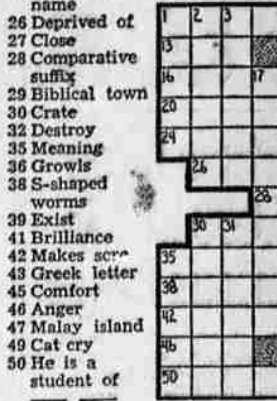 name
26 Deprived of
27 Close
28 Comparative
suffix
29 Biblical town
30 Crate
32 Destroy
35 Meaning
36 Growls
38 S-shaped
worms
39 Exist
41 Brilliance
42 Makes
43 Greek letter
45 Comfort
46 Anger
47 Malay island
49 Cat cry
50 He is a
student of
1 2 3
13
16 17
20
24
26
28
30 31
35
38
42
46
50